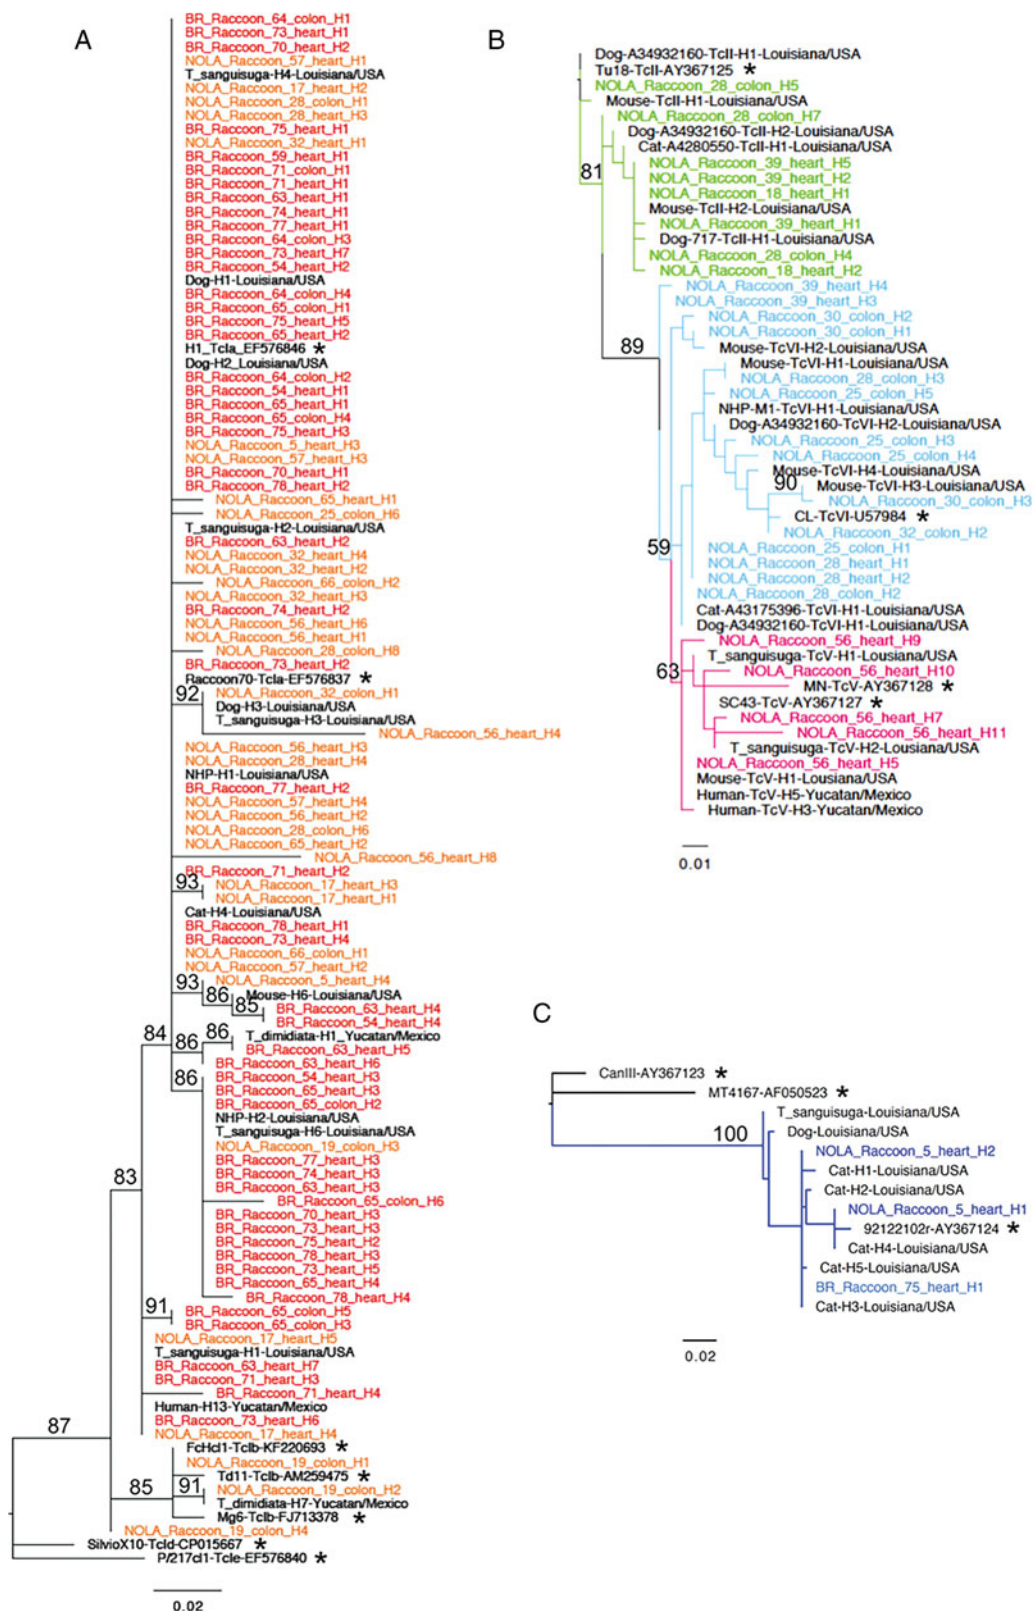 A
BR_Raccoon_64_colon_H1
BR_Raccoon_73_heart_H1
BR_Raccoon_70_heart_H2
NOLA_Raccoon_57_heart_H1
T_sanguisuga-H4-Louisiana/USA
NOLA_Raccoon_17_heart_H2
NOLA_Raccoon_28_colon_H1
NOLA_Raccoon_28_heart_H3
BR_Raccoon_75_heart_H1
NOLA_Raccoon_32_heart_H1
BR_Raccoon_59_heart_H1
BR_Raccoon_71_colon_H1
BR_Raccoon_71_heart_H1
BR_Raccoon_63_heart_H1
BR_Raccoon_74_heart_H1
BR_Raccoon_77_heart_H1
BR_Raccoon_64_colon_H3
BR_Raccoon_73_heart_H7
BR_Raccoon_54_heart_H2
Dog-H1-Louisiana/USA
BR_Raccoon_64_colon_H4
BR_Raccoon_65_colon_H1
BR_Raccoon_75_heart_H5
BR_Raccoon_65_heart_H2
H1_TcIa_EF576846 *
Dog-H2_Louisiana/USA
BR_Raccoon_64_colon_H2
BR_Raccoon_54_heart_H1
BR_Raccoon_65_heart_H1
BR_Raccoon_65_colon_H4
BR_Raccoon_75_heart_H3
NOLA_Raccoon_5_heart_H3
NOLA_Raccoon_57_heart_H3
BR_Raccoon_70_heart_H1
BR_Raccoon_78_heart_H2
NOLA_Raccoon_65_heart_H1
NOLA_Raccoon_25_colon_H6
T_sanguisuga-H2-Louisiana/USA
BR_Raccoon_63_heart_H2
NOLA_Raccoon_32_heart_H4
NOLA_Raccoon_32_heart_H2
NOLA_Raccoon_66_colon_H2
NOLA_Raccoon_32_heart_H3
BR_Raccoon_74_heart_H2
NOLA_Raccoon_56_heart_H6
NOLA_Raccoon_56_heart_H1
NOLA_Raccoon_28_colon_H8
BR_Raccoon_73_heart_H2
Raccoon70-TcIa-EF576837 *
92
NOLA_Raccoon_32_colon_H1
Dog-H3-Louisiana/USA
T_sanguisuga-H3-Louisiana/USA
NOLA_Raccoon_56_heart_H4
NOLA_Raccoon_56_heart_H3
NOLA_Raccoon_28_heart_H4
NHP-H1-Louisiana/USA
BR_Raccoon_77_heart_H2
NOLA_Raccoon_57_heart_H4
NOLA_Raccoon_56_heart_H2
NOLA_Raccoon_28_colon_H6
NOLA_Raccoon_65_heart_H2
NOLA_Raccoon_56_heart_H8
BR_Raccoon_71_heart_H2
93
NOLA_Raccoon_17_heart_H3
NOLA_Raccoon_17_heart_H1
Cat-H4-Louisiana/USA
BR_Raccoon_78_heart_H1
BR_Raccoon_73_heart_H4
NOLA_Raccoon_66_colon_H1
NOLA_Raccoon_57_heart_H2
93
NOLA_Raccoon_5_heart_H4
86
Mouse-H6-Louisiana/USA
85
BR_Raccoon_63_heart_H4
BR_Raccoon_54_heart_H4
84
86
86
T_dimidiata-H1_Yucatan/Mexico
BR_Raccoon_63_heart_H5
BR_Raccoon_63_heart_H6
86
BR_Raccoon_54_heart_H3
BR_Raccoon_65_heart_H3
BR_Raccoon_65_colon_H2
NHP-H2-Louisiana/USA
T_sanguisuga-H6-Louisiana/USA
NOLA_Raccoon_19_colon_H3
BR_Raccoon_77_heart_H3
BR_Raccoon_74_heart_H3
BR_Raccoon_63_heart_H3
BR_Raccoon_65_colon_H6
BR_Raccoon_70_heart_H3
BR_Raccoon_73_heart_H3
BR_Raccoon_75_heart_H2
BR_Raccoon_78_heart_H3
BR_Raccoon_73_heart_H5
BR_Raccoon_65_heart_H4
BR_Raccoon_78_heart_H4
83
91
BR_Raccoon_65_colon_H5
BR_Raccoon_65_colon_H3
NOLA_Raccoon_17_heart_H5
T_sanguisuga-H1-Louisiana/USA
BR_Raccoon_63_heart_H7
BR_Raccoon_71_heart_H3
BR_Raccoon_71_heart_H4
Human-H13-Yucatan/Mexico
BR_Raccoon_73_heart_H6
NOLA_Raccoon_17_heart_H4
87
FcHcl1-TcIb-KF220693 *
NOLA_Raccoon_19_colon_H1
85
Td11-TcIb-AM259475 *
91
NOLA_Raccoon_19_colon_H2
T_dimidiata-H7-Yucatan/Mexico
Mg6-TcIb-FJ713378 *
NOLA_Raccoon_19_colon_H4
SilvioX10-TcId-CP015667 *
P/217cl1-TcIe-EF576840 *
0.02
B
Dog-A34932160-TcII-H1-Louisiana/USA
Tu18-TcII-AY367125 *
NOLA_Raccoon_28_colon_H5
Mouse-TcII-H1-Louisiana/USA
NOLA_Raccoon_28_colon_H7
Dog-A34932160-TcII-H2-Louisiana/USA
Cat-A4280550-TcII-H1-Louisiana/USA
81
NOLA_Raccoon_39_heart_H5
NOLA_Raccoon_39_heart_H2
NOLA_Raccoon_18_heart_H1
Mouse-TcII-H2-Louisiana/USA
NOLA_Raccoon_39_heart_H1
Dog-717-TcII-H1-Louisiana/USA
NOLA_Raccoon_28_colon_H4
NOLA_Raccoon_18_heart_H2
NOLA_Raccoon_39_heart_H4
NOLA_Raccoon_39_heart_H3
NOLA_Raccoon_30_colon_H2
NOLA_Raccoon_30_colon_H1
89
Mouse-TcVI-H2-Louisiana/USA
Mouse-TcVI-H1-Louisiana/USA
NOLA_Raccoon_28_colon_H3
NOLA_Raccoon_25_colon_H5
NHP-M1-TcVI-H1-Louisiana/USA
Dog-A34932160-TcVI-H2-Louisiana/USA
NOLA_Raccoon_25_colon_H3
NOLA_Raccoon_25_colon_H4
Mouse-TcVI-H4-Louisiana/USA
90
Mouse-TcVI-H3-Louisiana/USA
NOLA_Raccoon_30_colon_H3
CL-TcVI-U57984 *
NOLA_Raccoon_32_colon_H2
59
NOLA_Raccoon_25_colon_H1
NOLA_Raccoon_28_heart_H1
NOLA_Raccoon_28_heart_H2
NOLA_Raccoon_28_colon_H2
Cat-A43175396-TcVI-H1-Louisiana/USA
Dog-A34932160-TcVI-H1-Louisiana/USA
NOLA_Raccoon_56_heart_H9
T_sanguisuga-TcV-H1-Louisiana/USA
63
NOLA_Raccoon_56_heart_H10
MN-TcV-AY367128 *
SC43-TcV-AY367127 *
NOLA_Raccoon_56_heart_H7
NOLA_Raccoon_56_heart_H11
T_sanguisuga-TcV-H2-Louisiana/USA
NOLA_Raccoon_56_heart_H5
Mouse-TcV-H1-Lousiana/USA
Human-TcV-H5-Yucatan/Mexico
Human-TcV-H3-Yucatan/Mexico
0.01
C
CanIII-AY367123 *
MT4167-AF050523 *
100
T_sanguisuga-Louisiana/USA
Dog-Louisiana/USA
NOLA_Raccoon_5_heart_H2
Cat-H1-Louisiana/USA
Cat-H2-Louisiana/USA
NOLA_Raccoon_5_heart_H1
92122102r-AY367124 *
Cat-H4-Louisiana/USA
Cat-H5-Louisiana/USA
BR_Raccoon_75_heart_H1
Cat-H3-Louisiana/USA
0.02